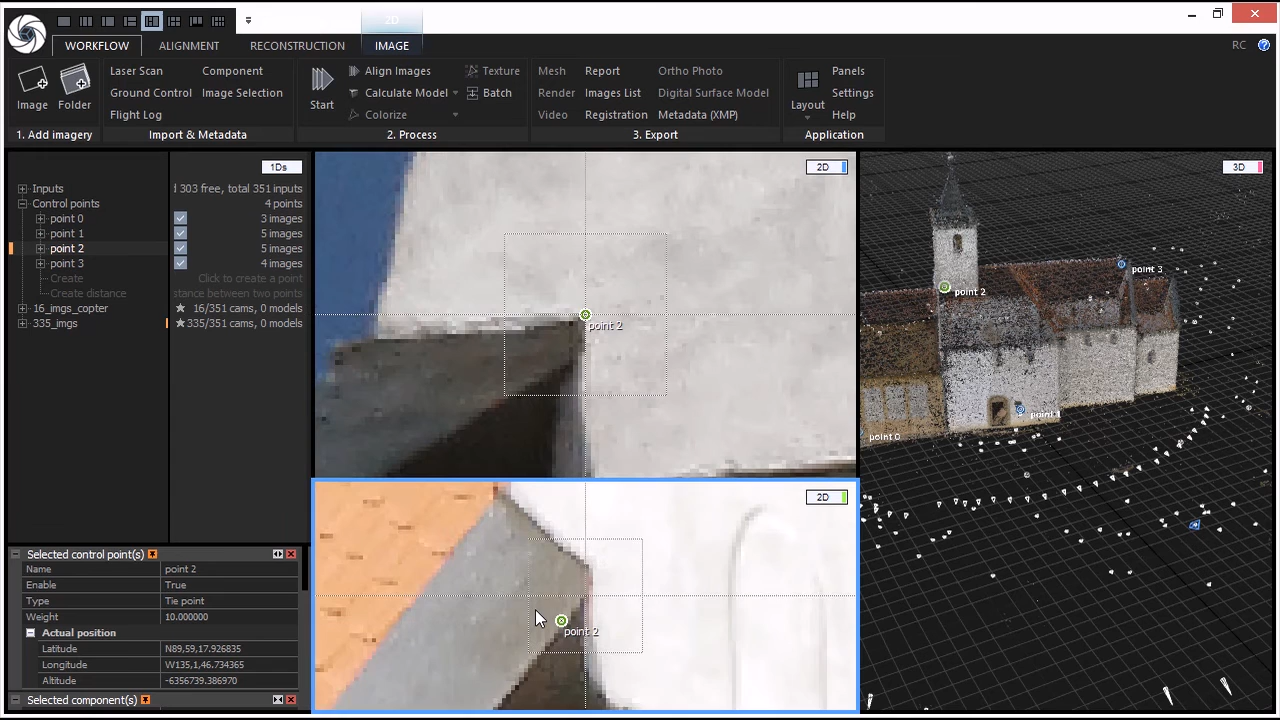 2D
WORKFLOW ALIGNMENT RECONSTRUCTION IMAGE RC ?
Laser Scan Component Align Images Texture Mesh Report Ortho Photo Panels
Ground Control Image Selection Calculate Model Batch Render Images List Digital Surface Model Settings
Image Folder Flight Log Start Colorize Video Registration Metadata (XMP) Layout Help
1. Add imagery Import & Metadata 2. Process 3. Export Application
1Ds
Inputs d 303 free, total 351 inputs
Control points 4 points
point 0 3 images
point 1 5 images
point 2 5 images
point 3 4 images
Create Click to create a point
Create distance stance between two points
16_imgs_copter 16/351 cams, 0 models
335_imgs 335/351 cams, 0 models
Selected control point(s)
Name point 2
Enable True
Type Tie point
Weight 10.000000
Actual position
Latitude N89,59,17.926835
Longitude W135,1,46.734365
Altitude -6356739.386970
Selected component(s)
2D
point 2
2D
point 2
3D
point 3
point 2
point 1
point 0